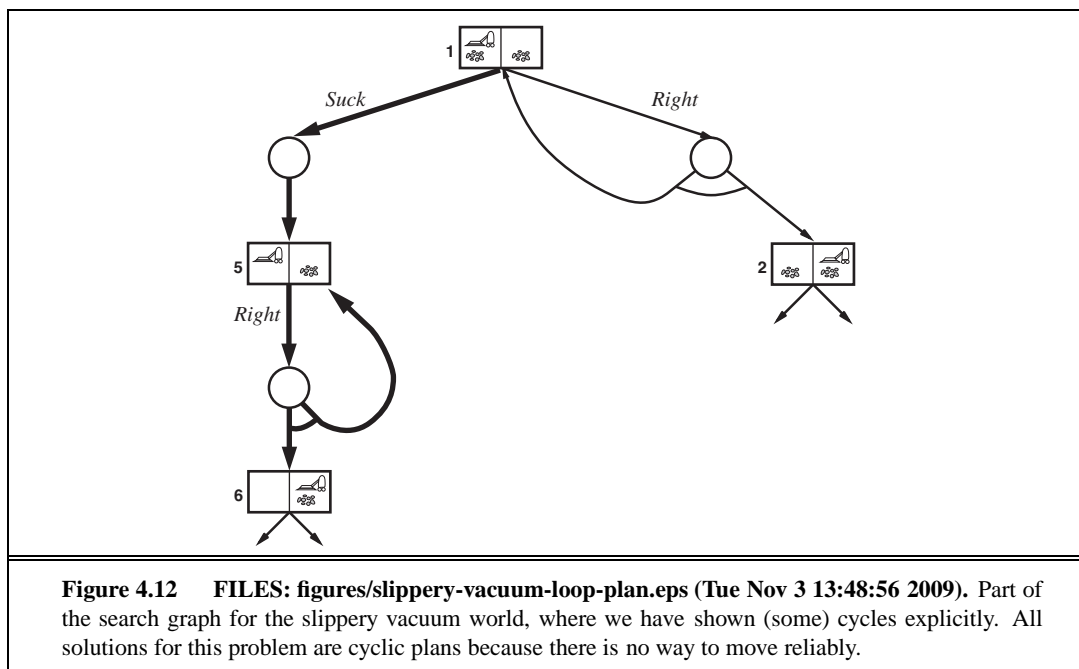 1
Suck
Right
5
2
Right
6
Figure 4.12 FILES: figures/slippery-vacuum-loop-plan.eps (Tue Nov 3 13:48:56 2009). Part of
the search graph for the slippery vacuum world, where we have shown (some) cycles explicitly. All
solutions for this problem are cyclic plans because there is no way to move reliably.